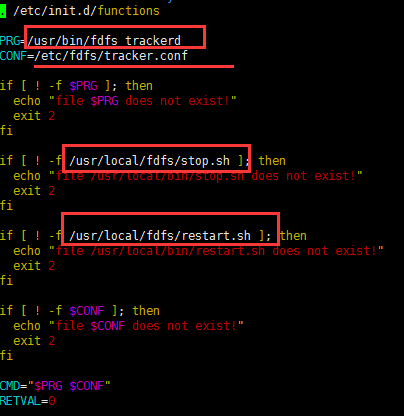 . /etc/init.d/functions
PRG=/usr/bin/fdfs_trackerd
CONF=/etc/fdfs/tracker.conf
if [ ! -f $PRG ]; then
echo "file $PRG does not exist!"
exit 2
fi
if [ ! -f /usr/local/fdfs/stop.sh ]; then
echo "file /usr/local/bin/stop.sh does not exist!"
exit 2
fi
if [ ! -f /usr/local/fdfs/restart.sh ]; then
echo "file /usr/local/bin/restart.sh does not exist!"
exit 2
fi
if [ ! -f $CONF ]; then
echo "file $CONF does not exist!"
exit 2
fi
CMD="$PRG $CONF"
RETVAL=0